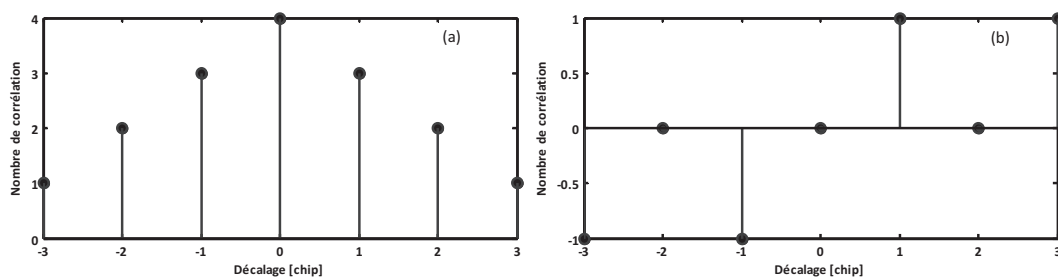 4
3
2
1
0
Nombre de corrélation
-3 -2 -1 0 1 2 3
Décalage [chip]
(a)
1
0.5
0
-0.5
-1
Nombre de corrélation
-3 -2 -1 0 1 2 3
Décalage [chip]
(b)